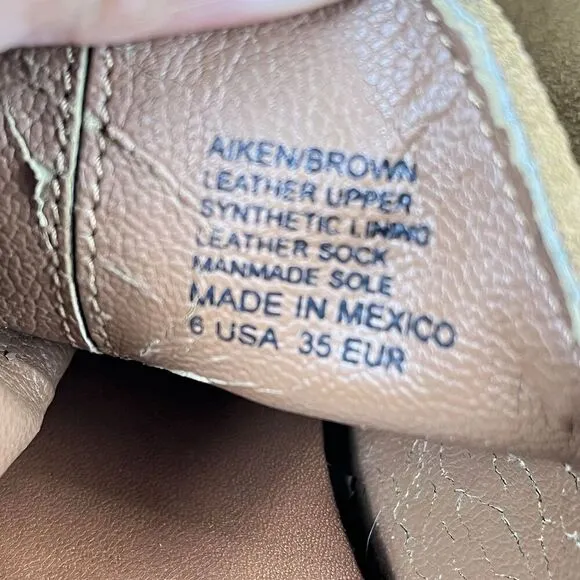 AIKEN/BROWN
LEATHER UPPER
SYNTHETIC LINING
LEATHER SOCK
MANMADE SOLE
MADE IN MEXICO
6 USA 35 EUR